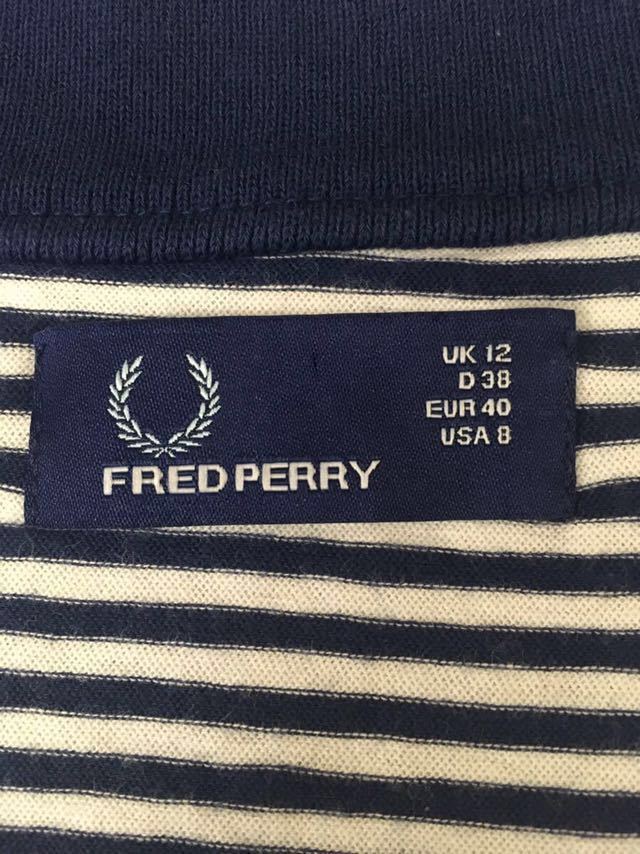 UK 12
D 38
EUR 40
USA 8
FRED PERRY